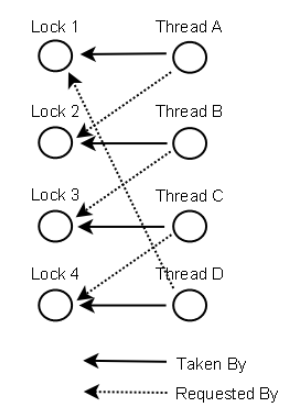 Lock 1 Thread A
Lock 2 Thread B
Lock 3 Thread C
Lock 4 Thread D
Taken By
Requested By